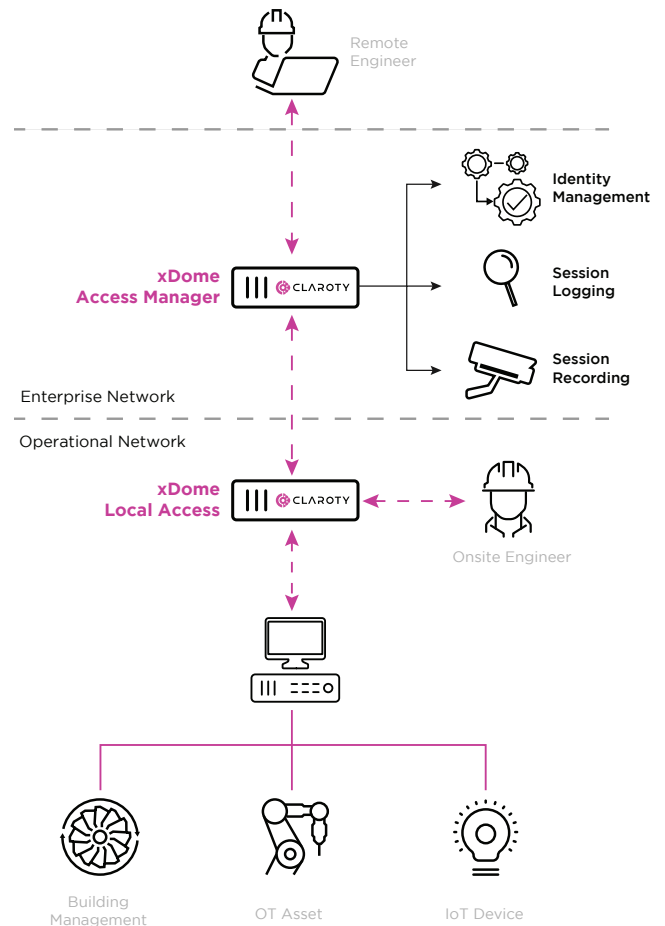 Remote
Engineer
Identity
Management
xDome
Access Manager
CLAROTY
Session
Logging
Session
Recording
Enterprise Network
Operational Network
xDome
Local Access
CLAROTY
Onsite Engineer
Building
Management
OT Asset
IoT Device